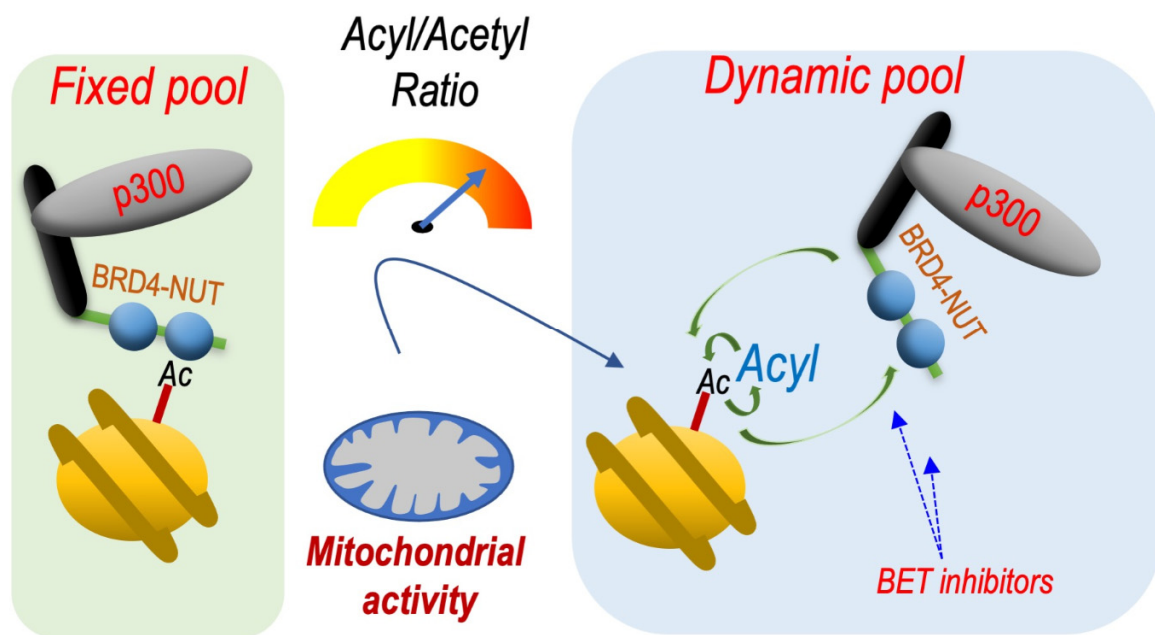 Fixed pool
p300
BRD4-NUT
Ac
Acyl/Acetyl
Ratio
Mitochondrial
activity
Dynamic pool
p300
BRD4-NUT
Acyl
Ac
BET inhibitors